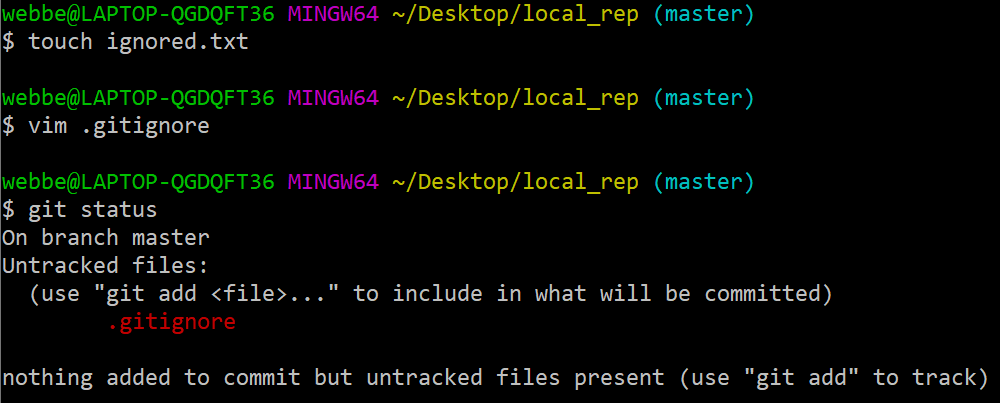 webbe@LAPTOP-QGDQFT36 MINGW64 ~/Desktop/local_rep (master)
$ touch ignored.txt
webbe@LAPTOP-QGDQFT36 MINGW64 ~/Desktop/local_rep (master)
$ vim .gitignore
webbe@LAPTOP-QGDQFT36 MINGW64 ~/Desktop/local_rep (master)
$ git status
On branch master
Untracked files:
  (use "git add <file>..." to include in what will be committed)
        .gitignore
nothing added to commit but untracked files present (use "git add" to track)